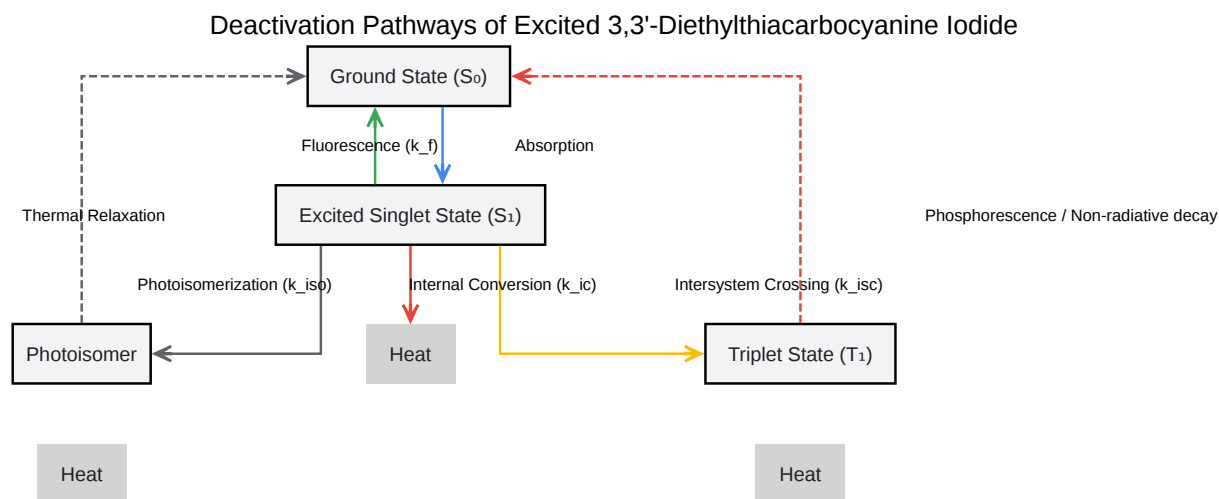 Deactivation Pathways of Excited 3,3'-Diethylthiacarbocyanine Iodide
Ground State (S₀)
Fluorescence (k_f)
Absorption
Excited Singlet State (S₁)
Thermal Relaxation
Phosphorescence / Non-radiative decay
Photoisomerization (k_iso)
Internal Conversion (k_ic)
Intersystem Crossing (k_isc)
Photoisomer
Heat
Triplet State (T₁)
Heat
Heat